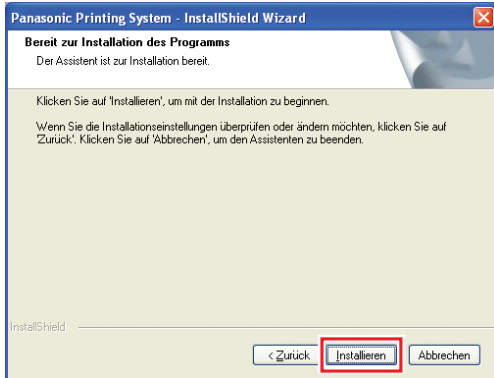 Panasonic Printing System - InstallShield Wizard
Bereit zur Installation des Programms
Der Assistent ist zur Installation bereit.
Klicken Sie auf 'Installieren', um mit der Installation zu beginnen.
Wenn Sie die Installationseinstellungen überprüfen oder ändern möchten, klicken Sie auf
'Zurück'. Klicken Sie auf 'Abbrechen', um den Assistenten zu beenden.
InstallShield
< Zurück Installieren Abbrechen